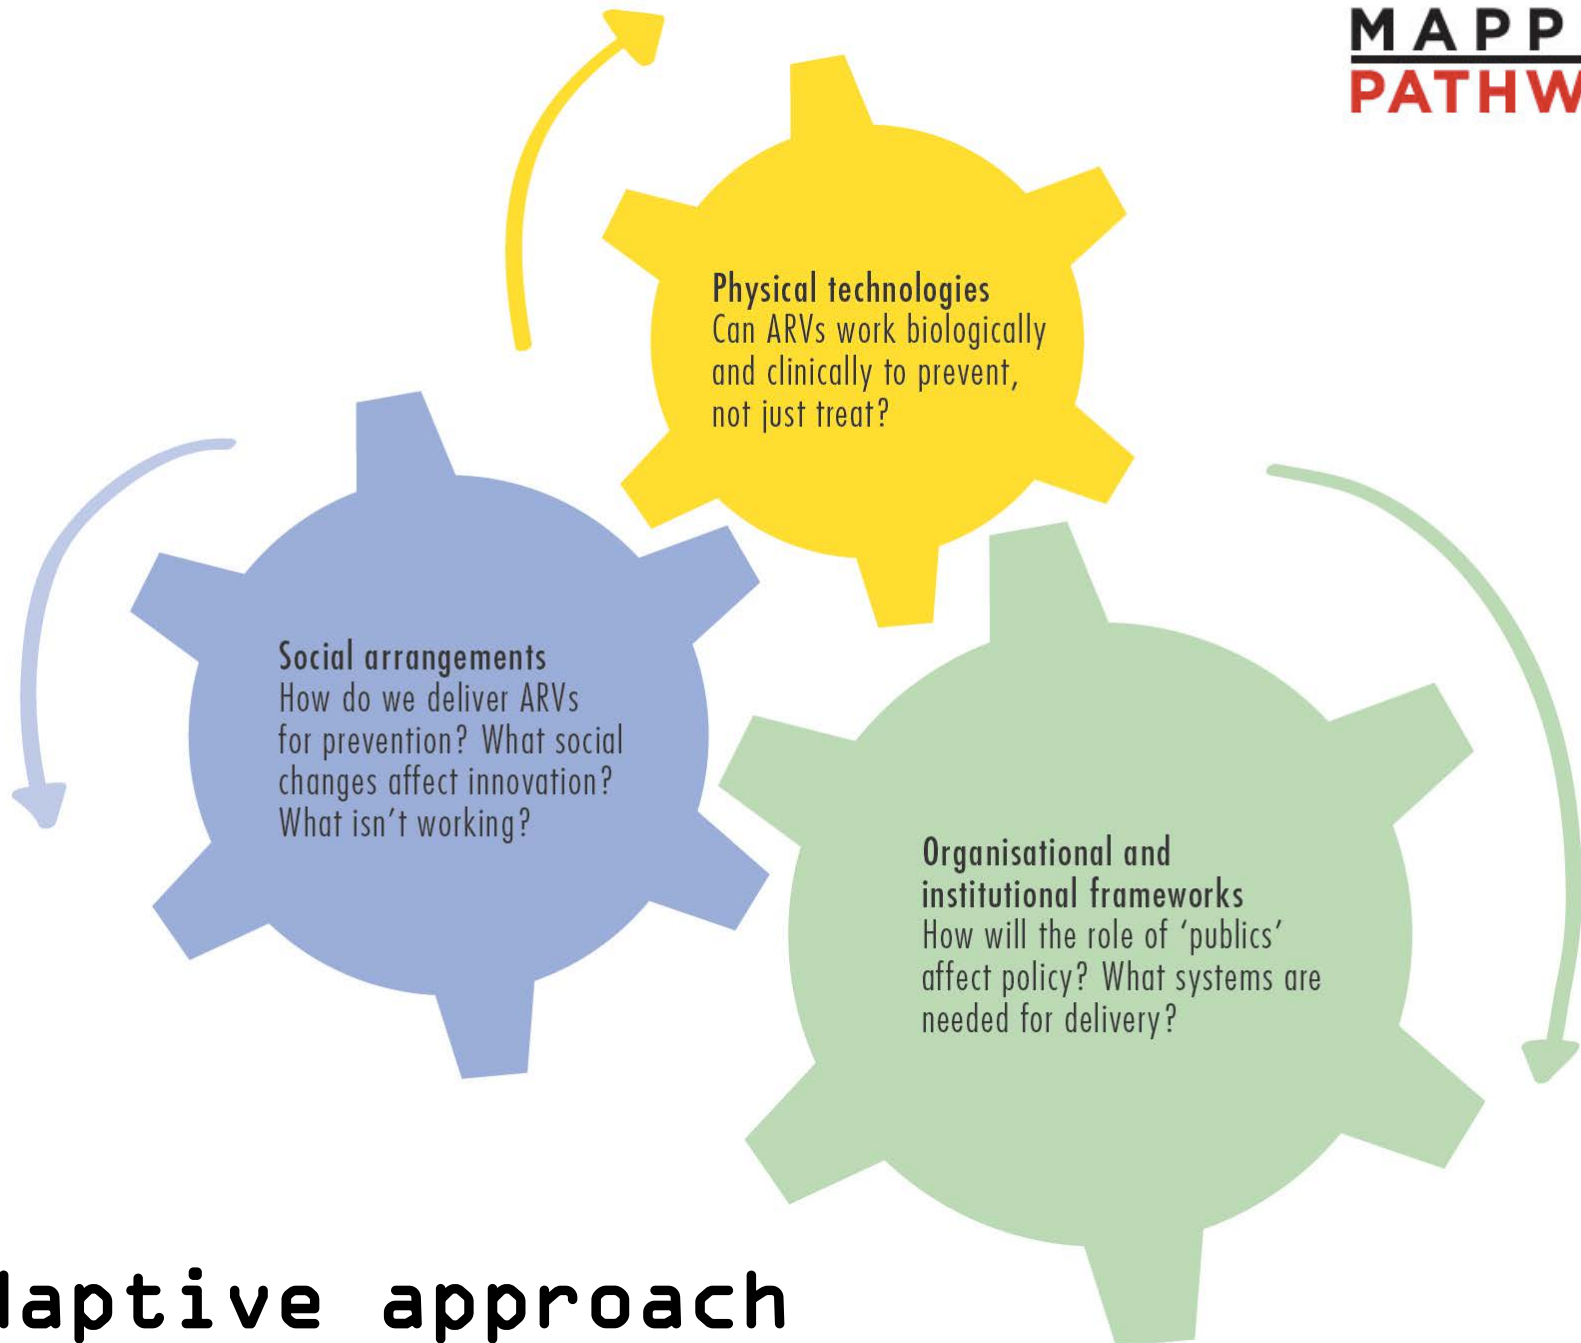 MAPP
PATHW
Physical technologies
Can ARVs work biologically
and clinically to prevent,
not just treat?
Social arrangements
How do we deliver ARVs
for prevention? What social
changes affect innovation?
What isn’t working?
Organisational and
institutional frameworks
How will the role of ‘publics’
affect policy? What systems are
needed for delivery?
daptive approach